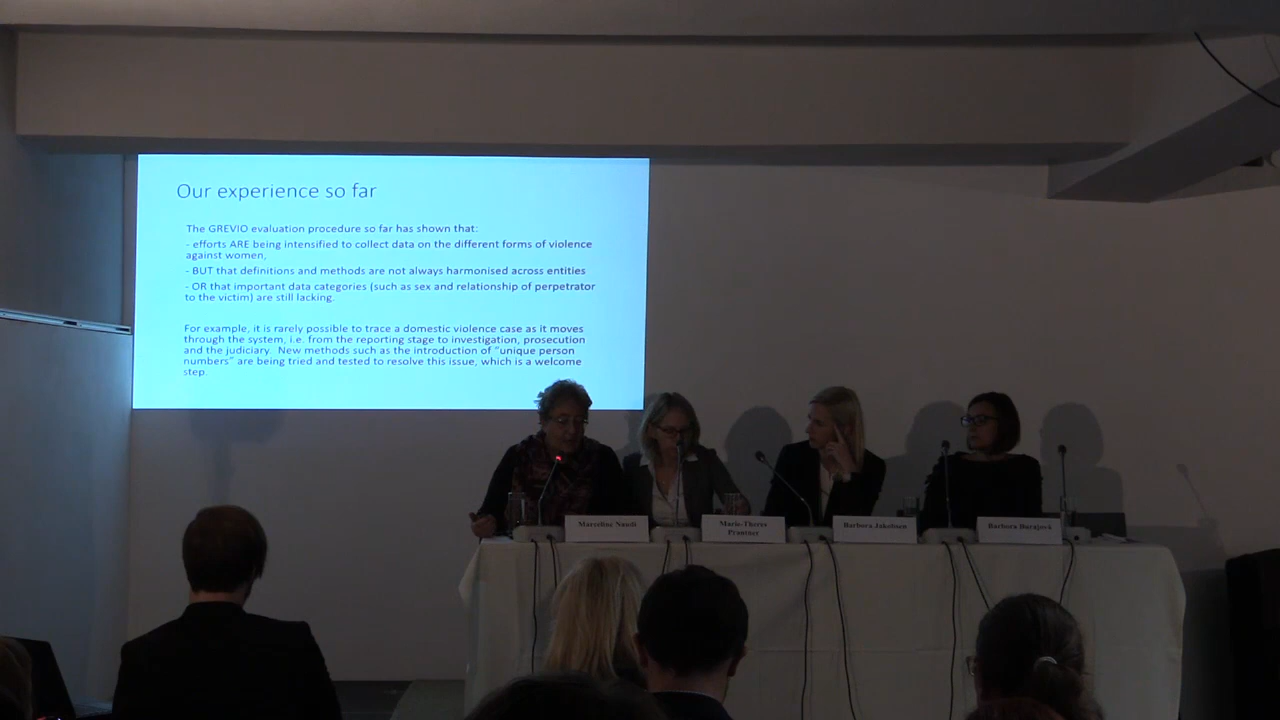 Our experience so far
The GREVIO evaluation procedure so far has shown that:
- efforts ARE being intensified to collect data on the different forms of violence
against women,
- BUT that definitions and methods are not always harmonised across entities
- OR that important data categories (such as sex and relationship of perpetrator
to the victim) are still lacking.
For example, it is rarely possible to trace a domestic violence case as it moves
through the system, i.e. from the reporting stage to investigation, prosecution
and the judiciary. New methods such as the introduction of "unique person
numbers" are being tried and tested to resolve this issue, which is a welcome
step.
Marceline Naudi
Marie-Theres
Prantner
Barbora Jakobsen
Barbora Burajová